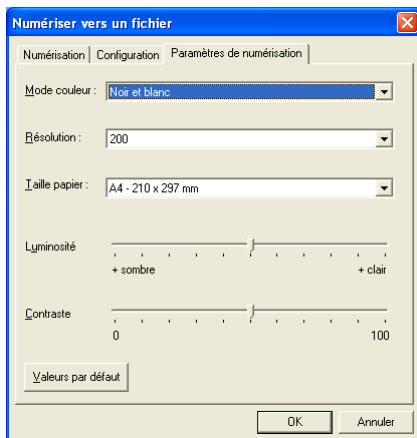 Numériser vers un fichier
Numérisation Configuration Paramètres de numérisation
Mode couleur : Noir et blanc
Résolution : 200
Taille papier : A4 - 210 x 297 mm
Luminosité
+ sombre + clair
Contraste
0 100
Valeurs par défaut
OK Annuler